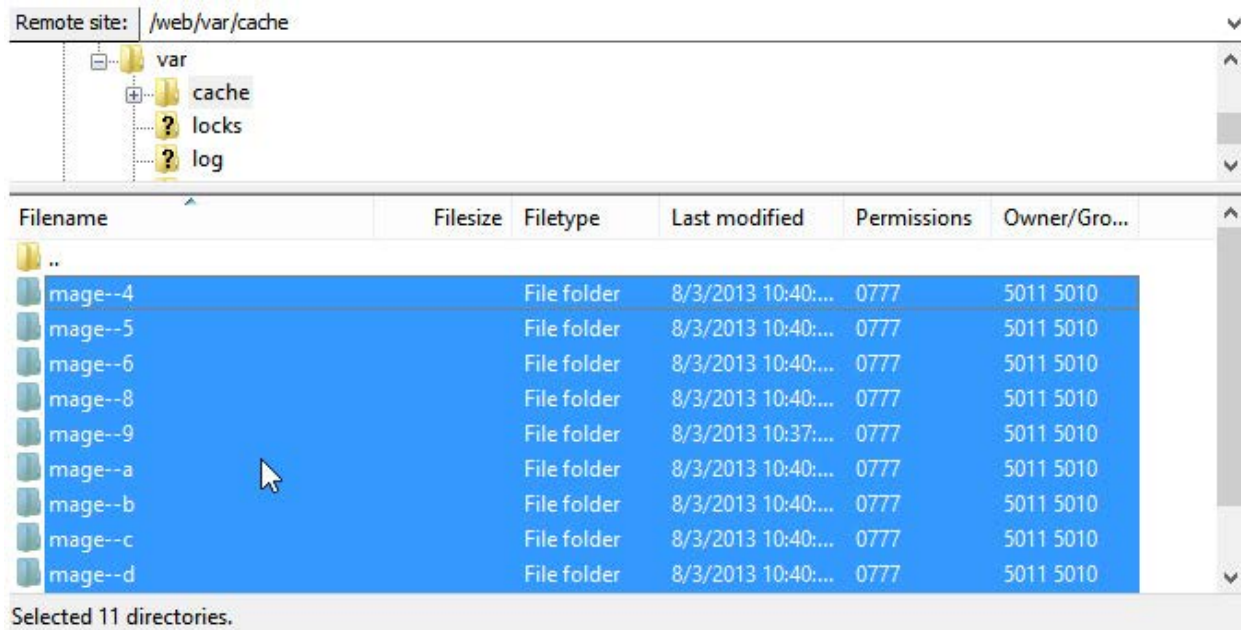 Remote site: /web/var/cache
var
cache
? locks
? log
Filename Filesize Filetype Last modified Permissions Owner/Gro...
..
mage--4 File folder 8/3/2013 10:40:... 0777 5011 5010
mage--5 File folder 8/3/2013 10:40:... 0777 5011 5010
mage--6 File folder 8/3/2013 10:40:... 0777 5011 5010
mage--8 File folder 8/3/2013 10:40:... 0777 5011 5010
mage--9 File folder 8/3/2013 10:37:... 0777 5011 5010
mage--a File folder 8/3/2013 10:40:... 0777 5011 5010
mage--b File folder 8/3/2013 10:40:... 0777 5011 5010
mage--c File folder 8/3/2013 10:40:... 0777 5011 5010
mage--d File folder 8/3/2013 10:40:... 0777 5011 5010
Selected 11 directories.